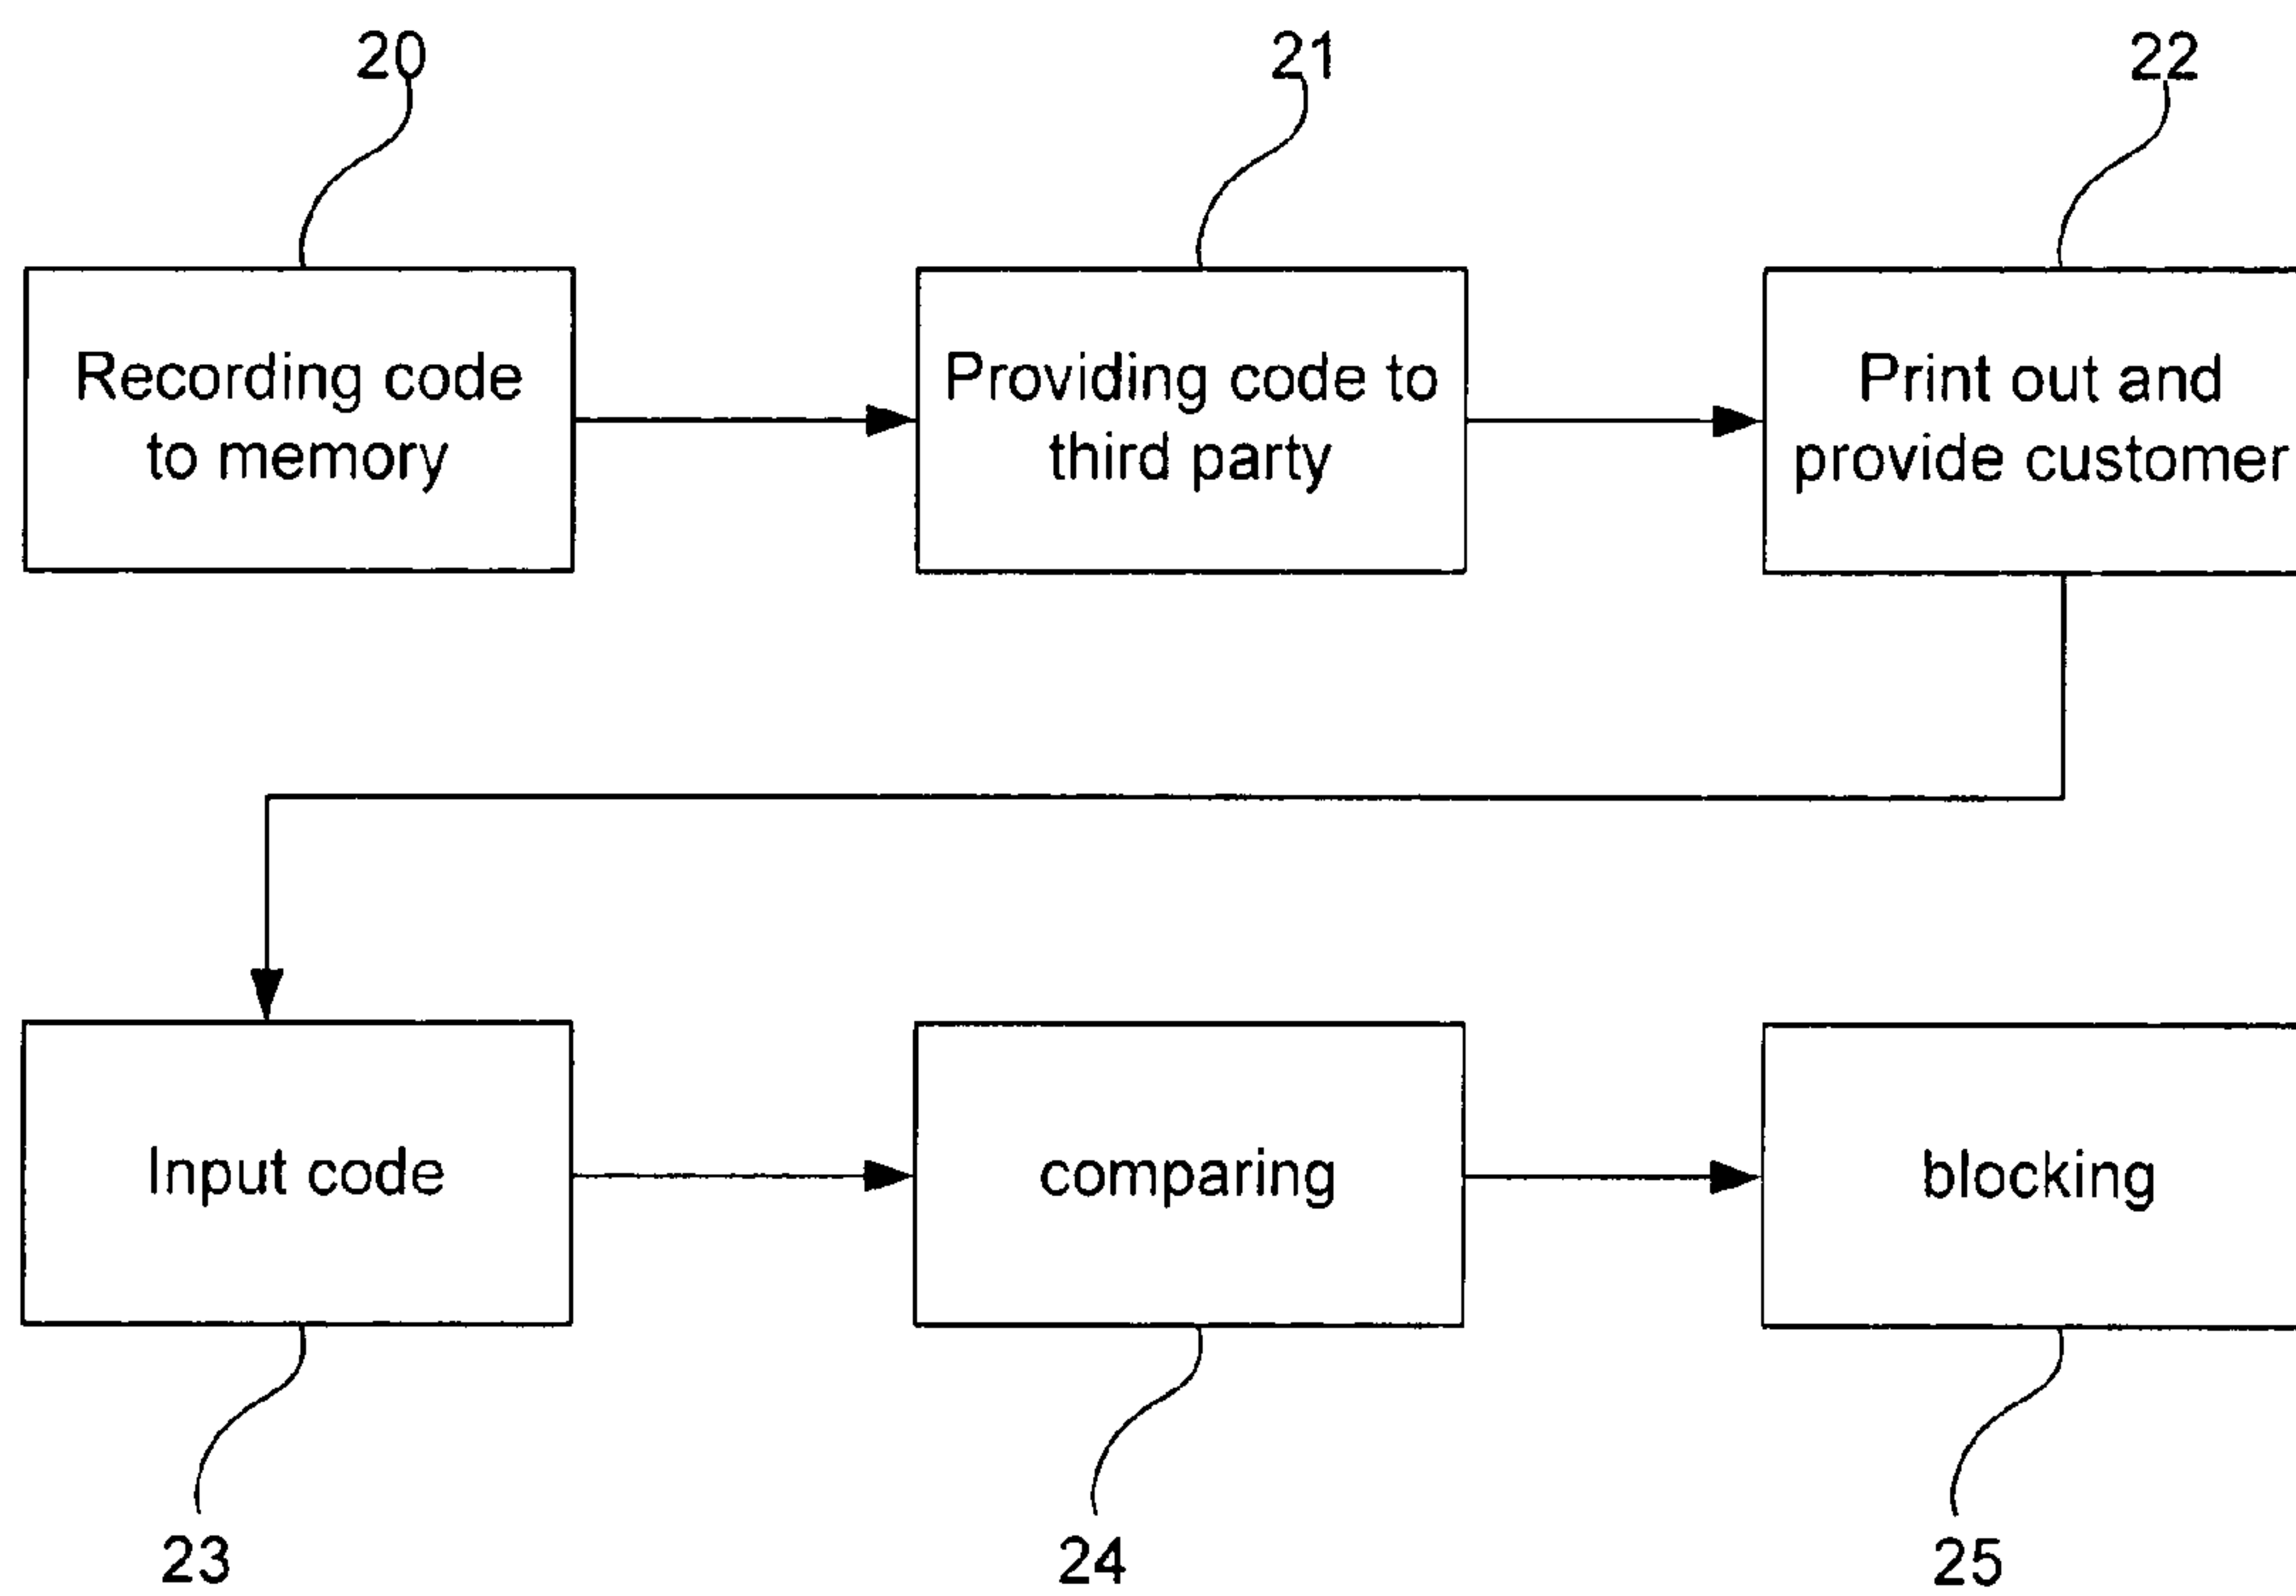 20
21
22
Recording code
to memory
Providing code to
third party
Print out and
provide customer
Input code
comparing
blocking
23
24
25